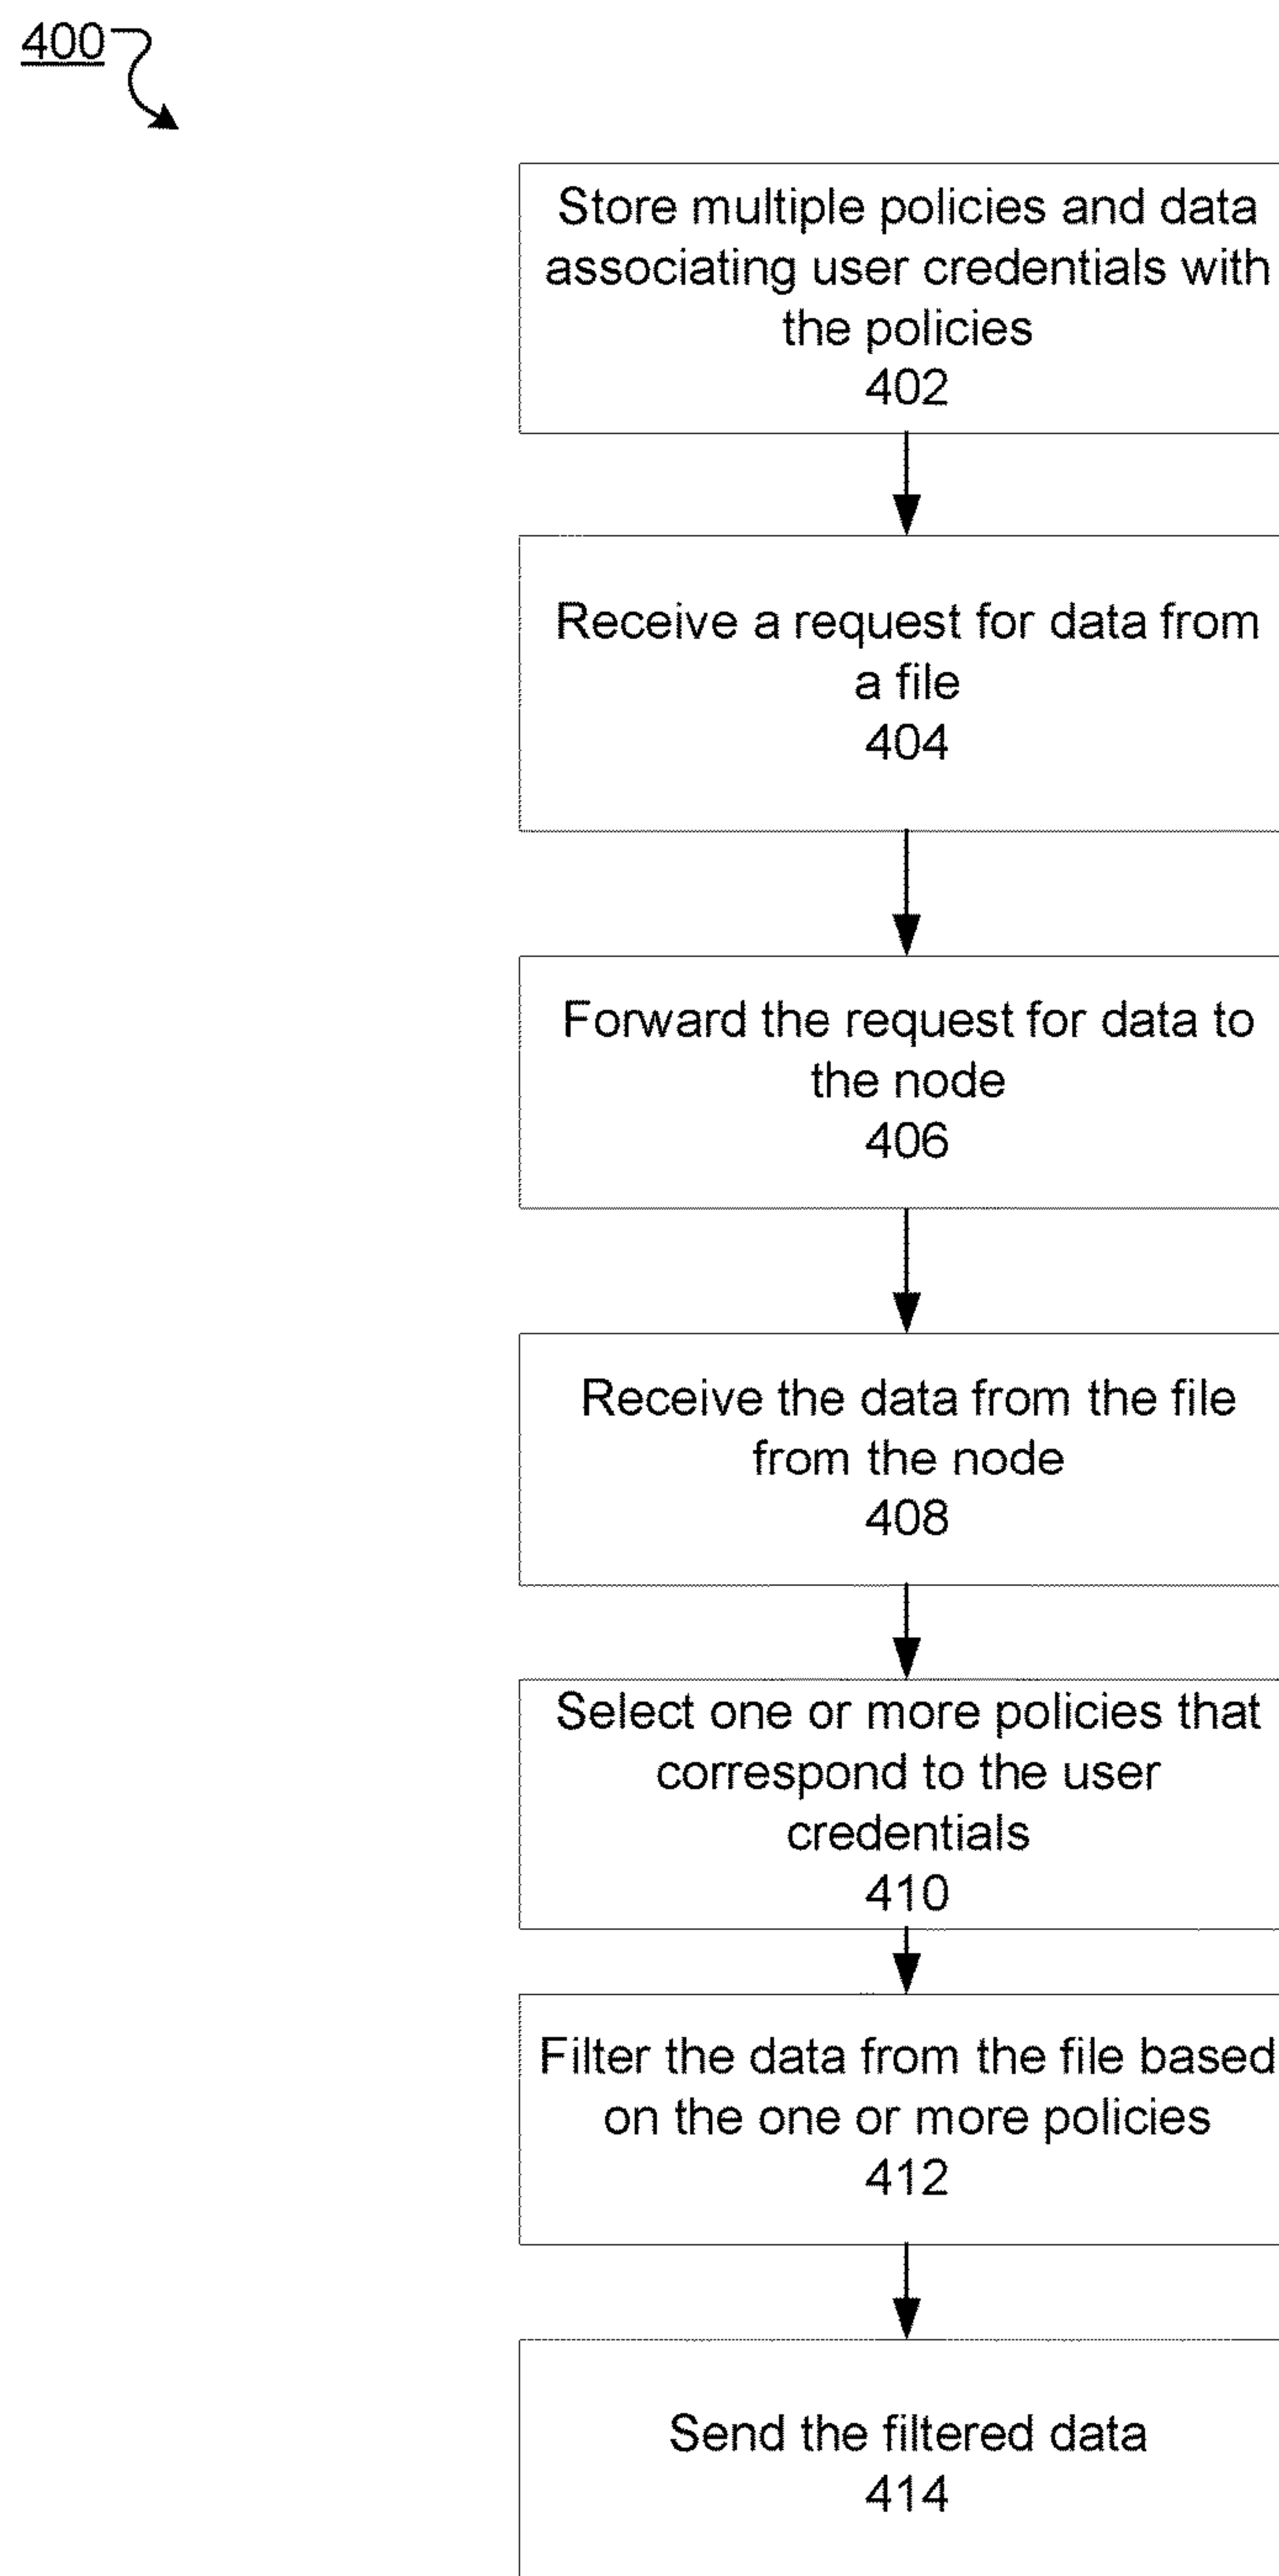 400
Store multiple policies and data
associating user credentials with
the policies
402
Receive a request for data from
a file
404
Forward the request for data to
the node
406
Receive the data from the file
from the node
408
Select one or more policies that
correspond to the user
credentials
410
Filter the data from the file based
on the one or more policies
412
Send the filtered data
414